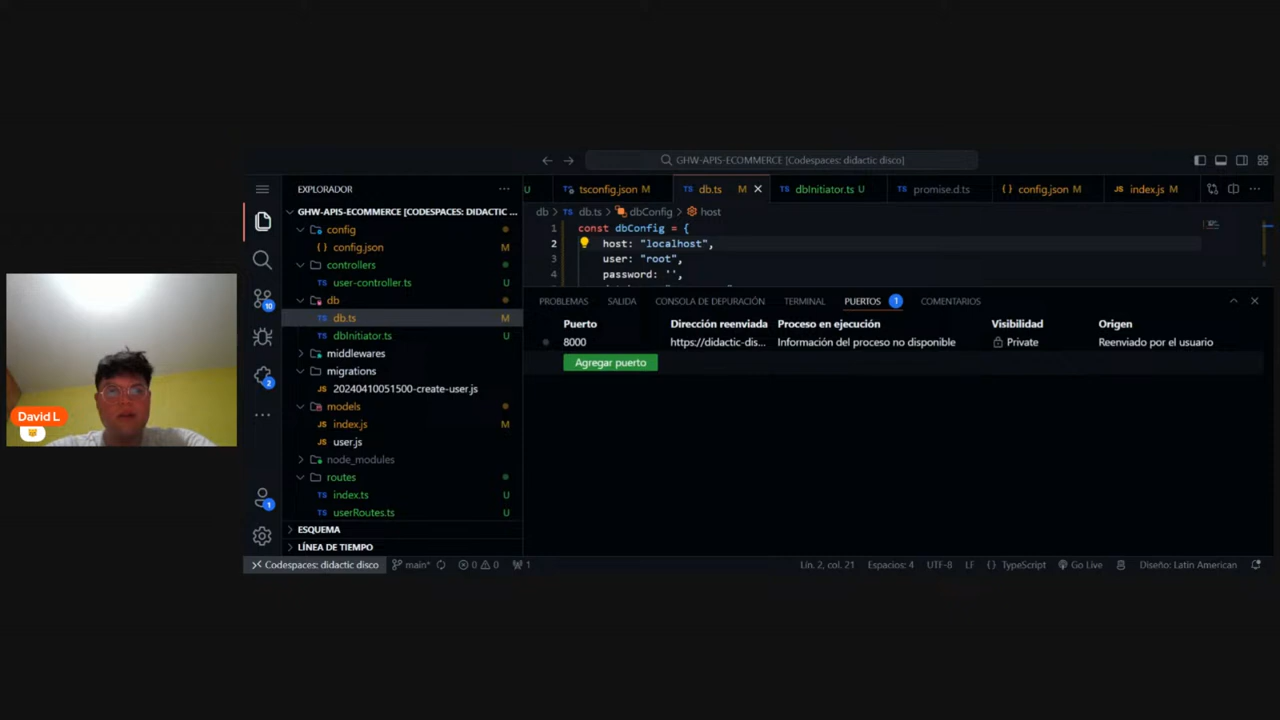 GHW-APIS-ECOMMERCE [Codespaces: didactic disco]
EXPLORADOR
U
tsconfig.json M
db.ts M
dbInitiator.ts U
promise.d.ts
config.json M
index.js M
GHW-APIS-ECOMMERCE [CODESPACES: DIDACTIC ...
config
config.json M
controllers
user-controller.ts U
db
db.ts M
dbInitiator.ts U
middlewares
migrations
20240410051500-create-user.js
models
index.js M
user.js
node_modules
routes
index.ts U
userRoutes.ts U
ESQUEMA
LÍNEA DE TIEMPO
10
2
1
db > db.ts > dbConfig > host
1 const dbConfig = {
2 host: "localhost",
3 user: "root",
4 password: '',
PROBLEMAS SALIDA CONSOLA DE DEPURACIÓN TERMINAL PUERTOS 1 COMENTARIOS
Puerto Dirección reenviada Proceso en ejecución Visibilidad Origen
8000 https://didactic-dis... Información del proceso no disponible Private Reenviado por el usuario
Agregar puerto
David L
Codespaces: didactic disco main* 0 0 1 Lín. 2, col. 21 Espacios: 4 UTF-8 LF {} TypeScript Go Live Diseño: Latin American